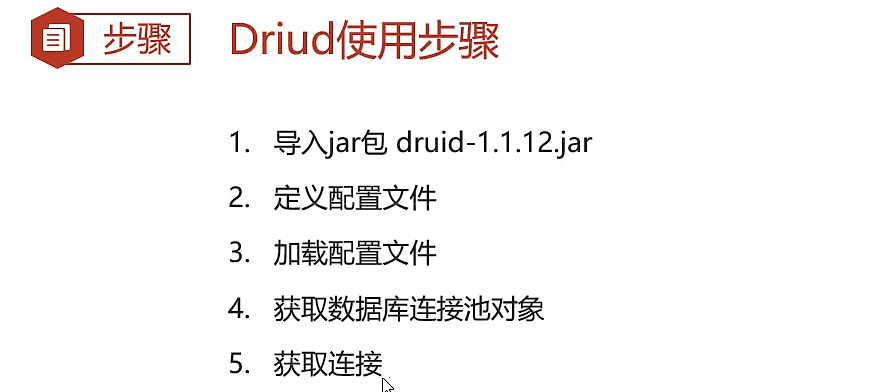 步骤 Driud使用步骤
1. 导入jar包 druid-1.1.12.jar
2. 定义配置文件
3. 加载配置文件
4. 获取数据库连接池对象
5. 获取连接